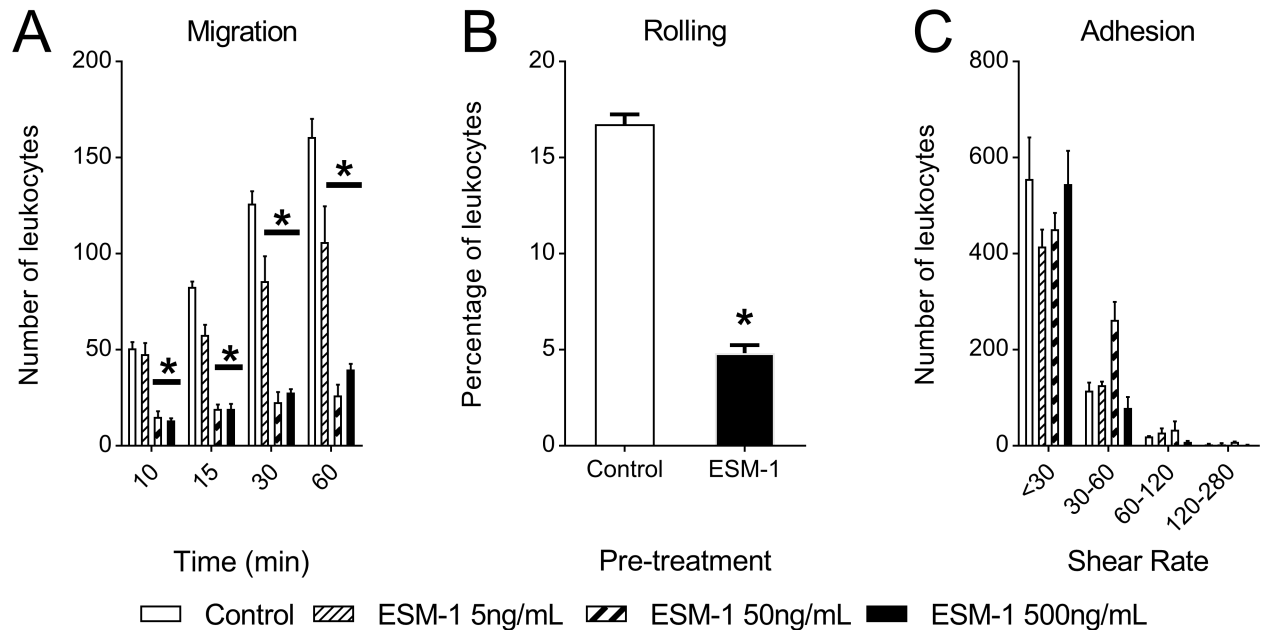 A
Migration
Number of leukocytes
200
150
100
50
0
*
*
*
*
10
15
30
60
Time (min)
B
Rolling
Percentage of leukocytes
20
15
10
5
0
*
Control
ESM-1
Pre-treatment
C
Adhesion
Number of leukocytes
800
600
400
200
0
<30
30-60
60-120
120-280
Shear Rate
Control
ESM-1 5ng/mL
ESM-1 50ng/mL
ESM-1 500ng/mL